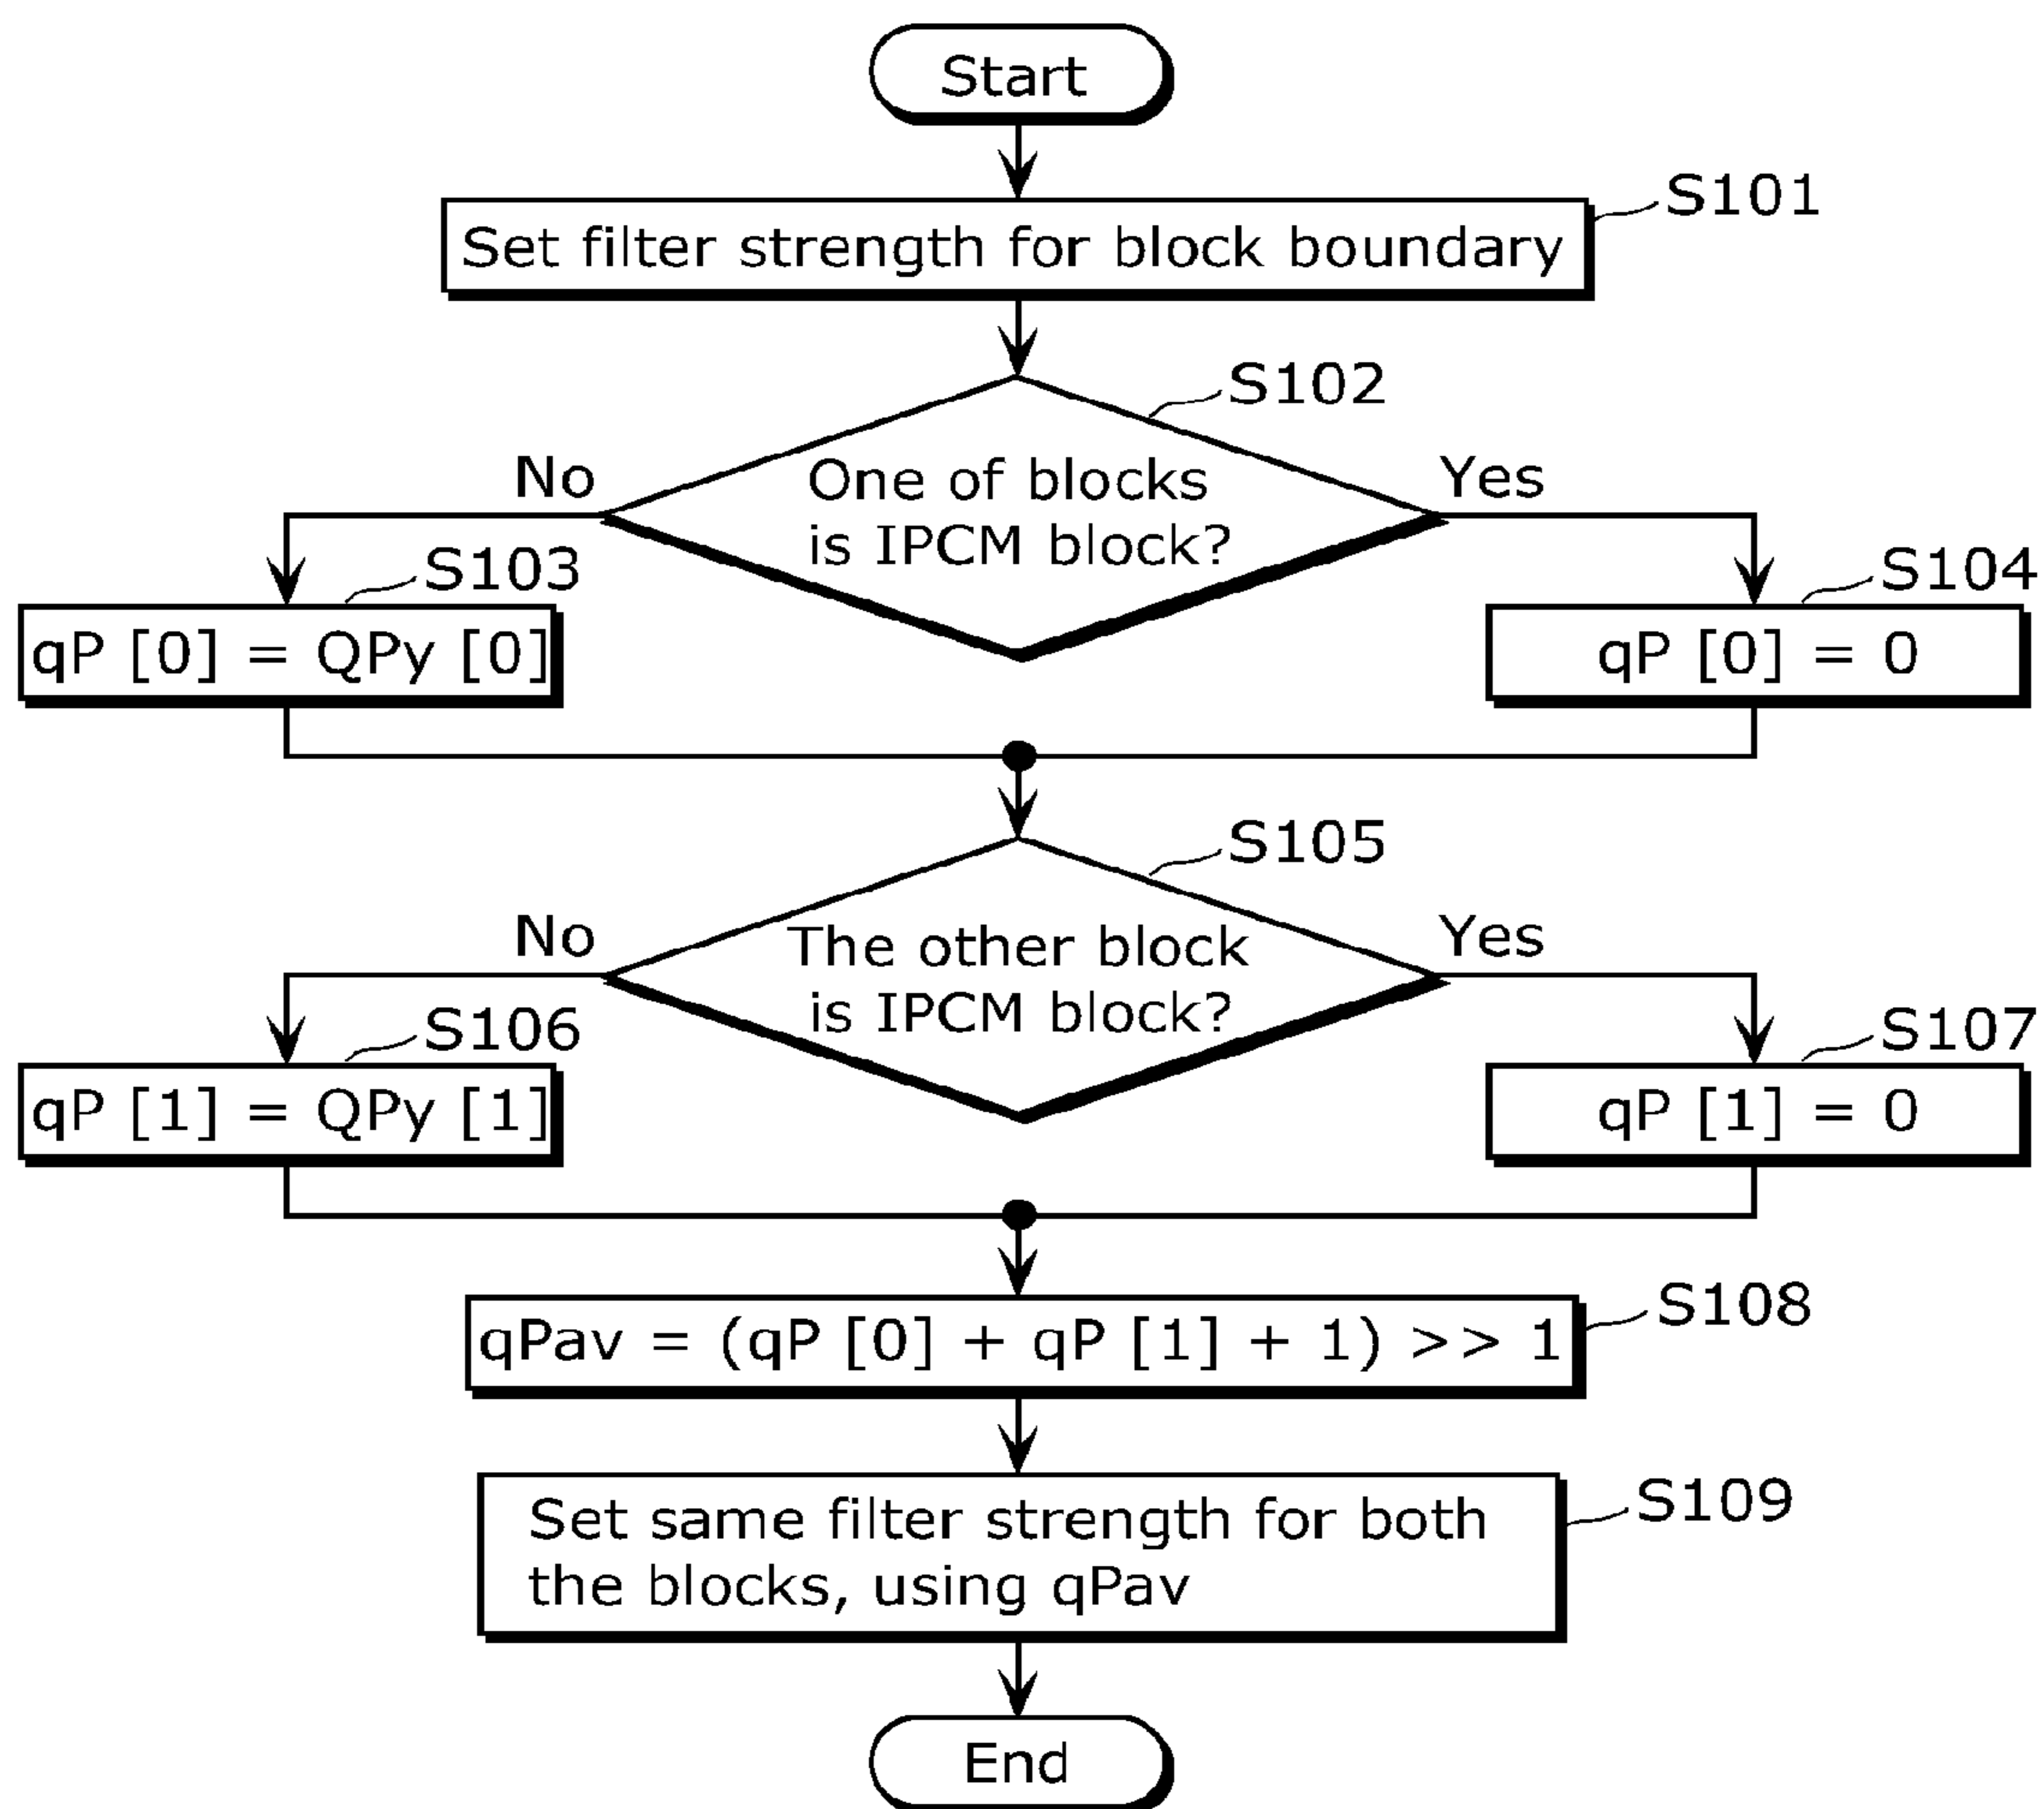 Start
S101
Set filter strength for block boundary
S102
No
One of blocks
is IPCM block?
Yes
S103
qP [0] = QPy [0]
S104
qP [0] = 0
S105
No
The other block
is IPCM block?
Yes
S106
qP [1] = QPy [1]
S107
qP [1] = 0
S108
qPav = (qP [0] + qP [1] + 1) >> 1
S109
Set same filter strength for both
the blocks, using qPav
End